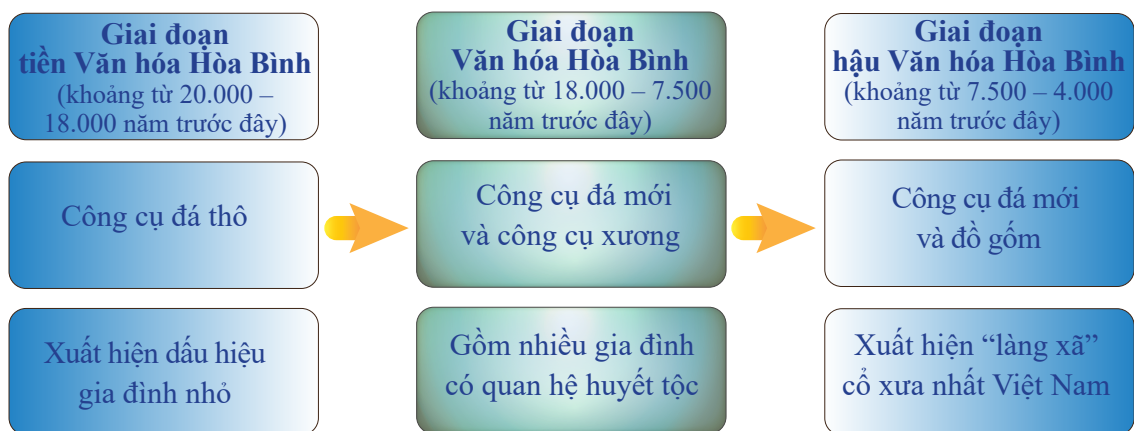 Giai đoạn
tiền Văn hóa Hòa Bình
(khoảng từ 20.000 –
18.000 năm trước đây)
Giai đoạn
Văn hóa Hòa Bình
(khoảng từ 18.000 – 7.500
năm trước đây)
Giai đoạn
hậu Văn hóa Hòa Bình
(khoảng từ 7.500 – 4.000
năm trước đây)
Công cụ đá thô
Công cụ đá mới
và công cụ xương
Công cụ đá mới
và đồ gốm
Xuất hiện dấu hiệu
gia đình nhỏ
Gồm nhiều gia đình
có quan hệ huyết tộc
Xuất hiện “làng xã”
cổ xưa nhất Việt Nam